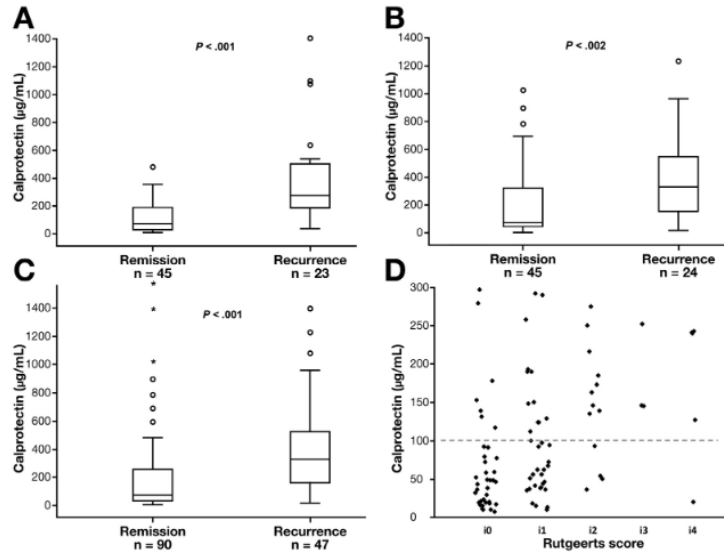 A
P < .001
Calprotectin (µg/mL)
1400
1200
1000
800
600
400
200
0
Remission
n = 45
Recurrence
n = 23
B
P < .002
Calprotectin (µg/mL)
1400
1200
1000
800
600
400
200
0
Remission
n = 45
Recurrence
n = 24
C
P < .001
Calprotectin (µg/mL)
1400
1200
1000
800
600
400
200
0
Remission
n = 90
Recurrence
n = 47
D
Calprotectin (µg/mL)
300
250
200
150
100
50
0
i0
i1
i2
i3
i4
Rutgeerts score